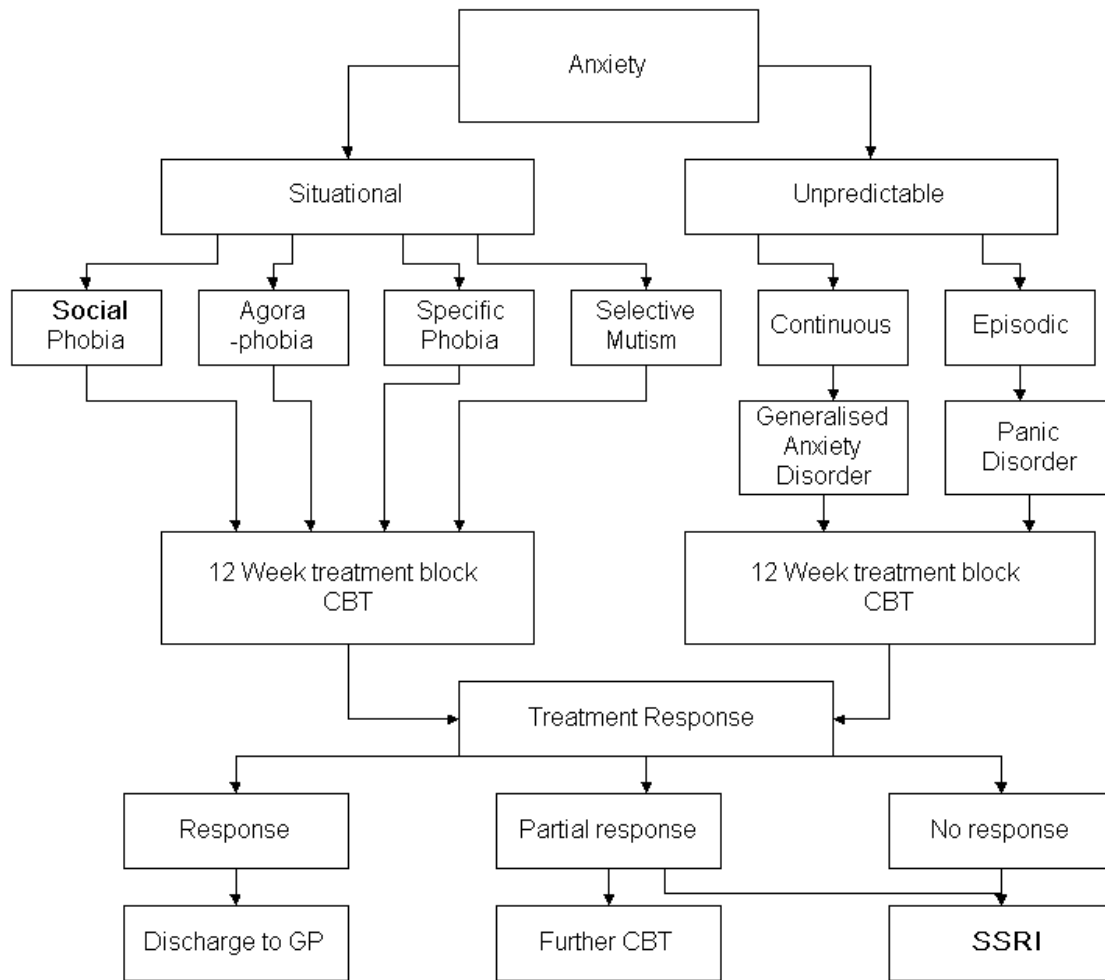 Anxiety
Situational
Unpredictable
Social
Phobia
Agora
-phobia
Specific
Phobia
Selective
Mutism
Continuous
Episodic
Generalised
Anxiety
Disorder
Panic
Disorder
12 Week treatment block
CBT
12 Week treatment block
CBT
Treatment Response
Response
Partial response
No response
Discharge to GP
Further CBT
SSRI